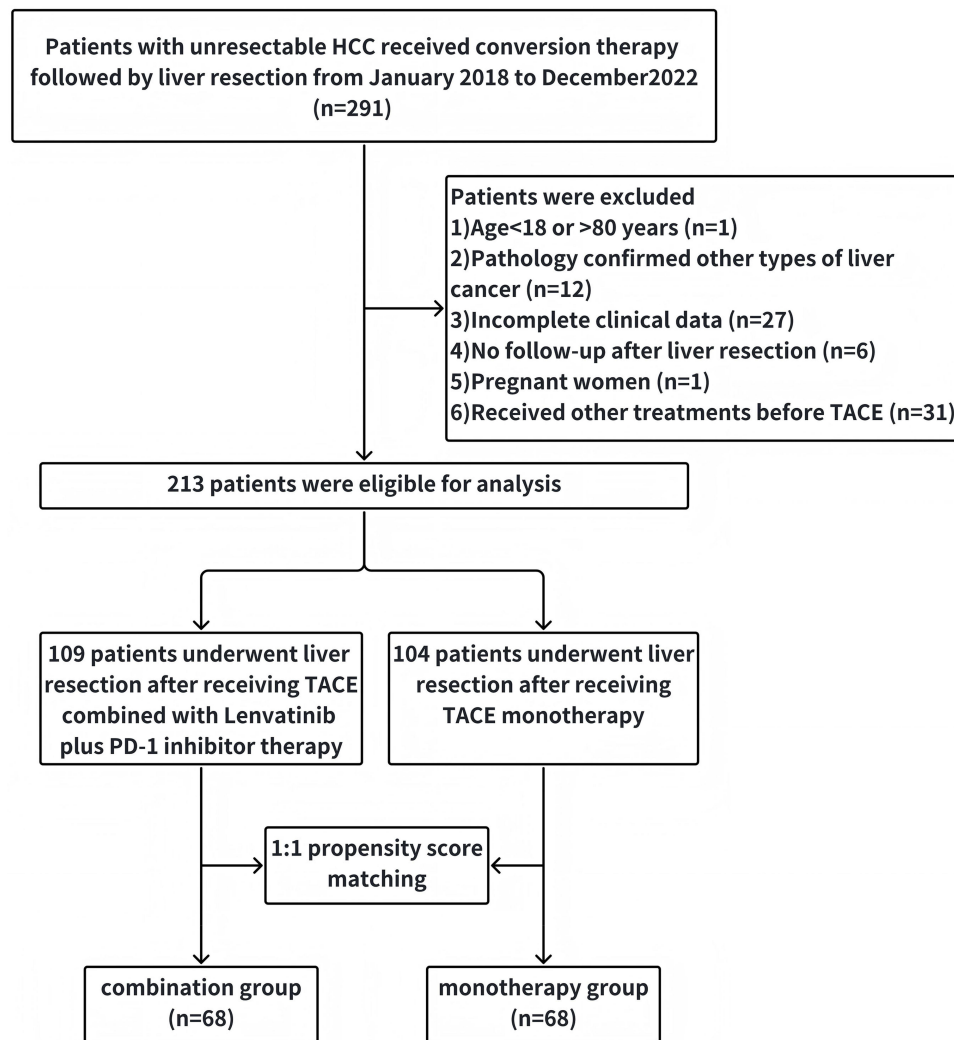 Patients with unresectable HCC received conversion therapy
followed by liver resection from January 2018 to December2022
(n=291)
Patients were excluded
1)Age<18 or >80 years (n=1)
2)Pathology confirmed other types of liver
cancer (n=12)
3)Incomplete clinical data (n=27)
4)No follow-up after liver resection (n=6)
5)Pregnant women (n=1)
6)Received other treatments before TACE (n=31)
213 patients were eligible for analysis
109 patients underwent liver
resection after receiving TACE
combined with Lenvatinib
plus PD-1 inhibitor therapy
104 patients underwent liver
resection after receiving
TACE monotherapy
1:1 propensity score
matching
combination group
(n=68)
monotherapy group
(n=68)